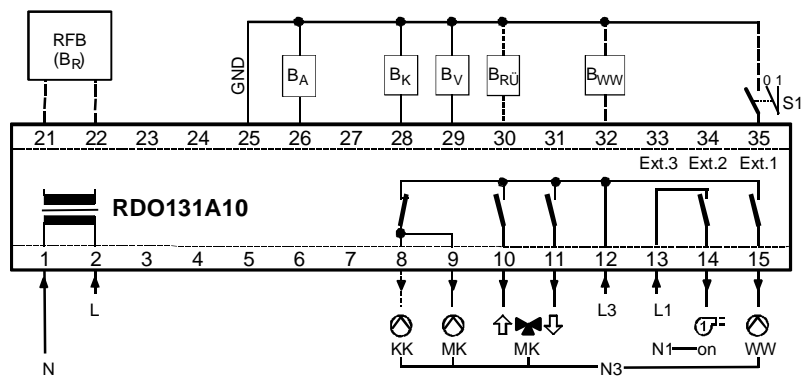 RFB
(BR)
GND
BA
BK
BV
BRÜ
BWW
0 1
S1
21 22 23 24 25 26 27 28 29 30 31 32 33 34 35
Ext.3 Ext.2 Ext.1
RDO131A10
1 2 3 4 5 6 7 8 9 10 11 12 13 14 15
L L3 L1
1
KK MK MK N1 on WW
N N3